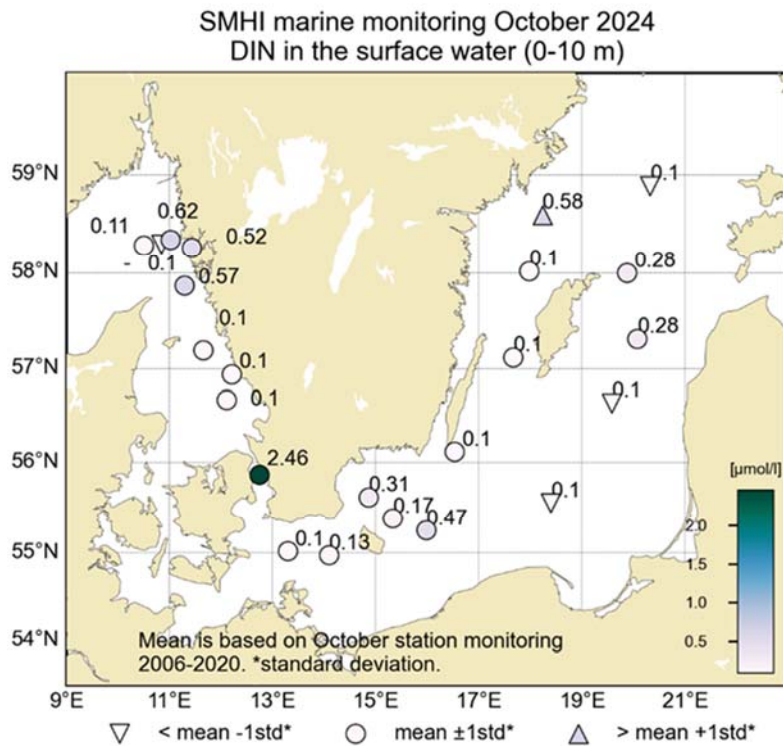 SMHI marine monitoring October 2024
DIN in the surface water (0-10 m)
59°N
58°N
57°N
56°N
55°N
54°N
0.1
0.58
0.62
0.11
0.52
0.1
0.1
0.28
-
0.57
0.1
0.28
0.1
0.1
0.1
0.1
0.1
2.46
0.31
0.1
0.17
0.47
0.1
0.13
[µmol/l]
2.0
1.5
1.0
0.5
Mean is based on October station monitoring
2006-2020. *standard deviation.
9°E 11°E 13°E 15°E 17°E 19°E 21°E
< mean -1std* mean ±1std* > mean +1std*